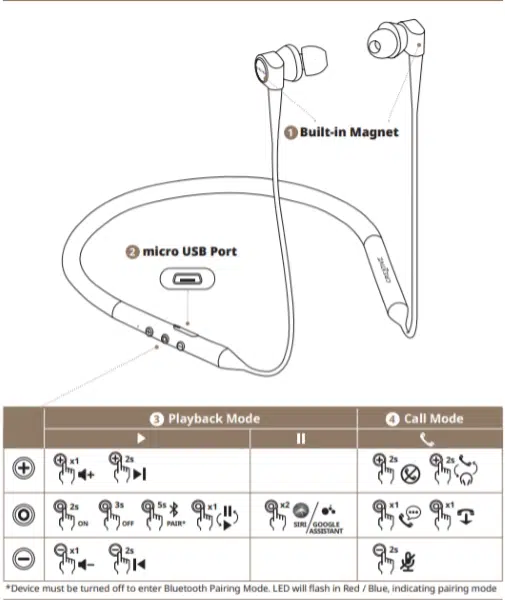 1 Built-in Magnet
2 micro USB Port
CREATIVE
3 Playback Mode 4 Call Mode
x1 2s 2s 2s
2s ON 3s OFF 5s PAIR* x1 x2 SIRI / GOOGLE ASSISTANT x1 x1
x1 2s 2s
*Device must be turned off to enter Bluetooth Pairing Mode. LED will flash in Red / Blue, indicating pairing mode